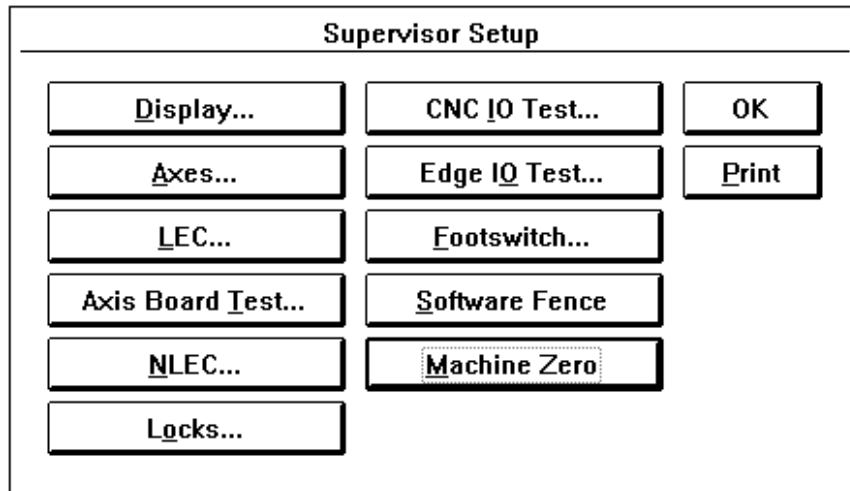 Supervisor Setup
Display...
CNC IO Test...
OK
Axes...
Edge IO Test...
Print
LEC...
Footswitch...
Axis Board Test...
Software Fence
NLEC...
Machine Zero
Locks...